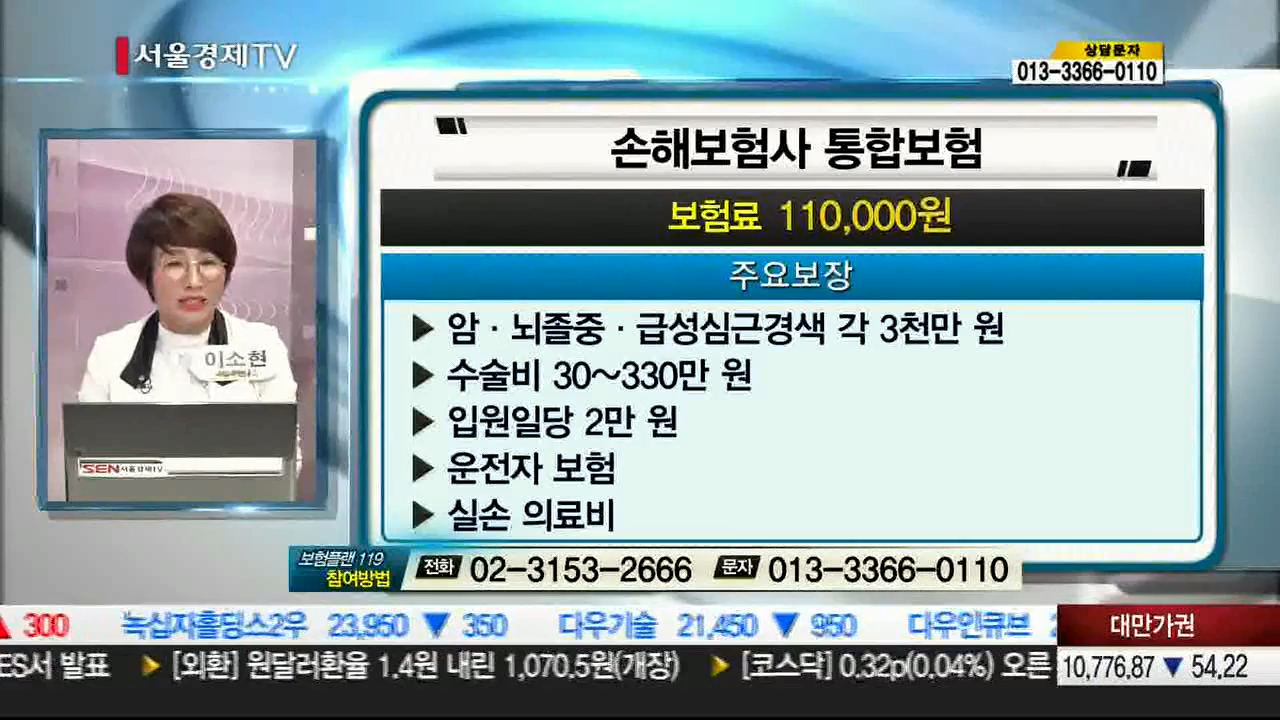 서울경제TV
상담문자
013-3366-0110
손해보험사 통합보험
보험료 110,000원
주요보장
▶ 암·뇌졸중·급성심근경색 각 3천만 원
▶ 수술비 30~330만 원
▶ 입원일당 2만 원
▶ 운전자 보험
▶ 실손 의료비
이소현
SEN서울경제TV
보험플랜 119
참여방법
전화 02-3153-2666 문자 013-3366-0110
▲ 300 녹십자홀딩스2우 23,950 ▼ 350 다우기술 21,450 ▼ 950 다우인큐브
대만가권
ES서 발표 ▶ [외환] 원달러환율 1.4원 내린 1,070.5원(개장) ▶ [코스닥] 0.32p(0.04%) 오른
10,776.87 ▼ 54.22